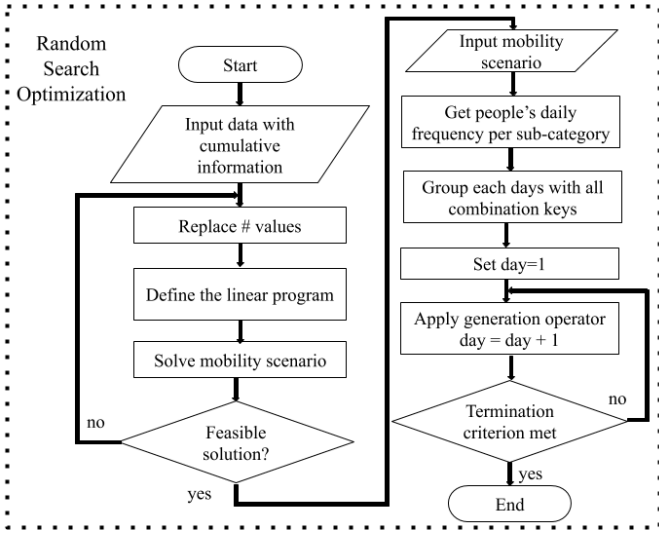 Random
Search
Optimization
Start
Input data with
cumulative
information
Replace # values
Define the linear program
Solve mobility scenario
Feasible
solution?
no
yes
Input mobility
scenario
Get people's daily
frequency per sub-category
Group each days with all
combination keys
Set day=1
Apply generation operator
day = day + 1
Termination
criterion met
no
yes
End